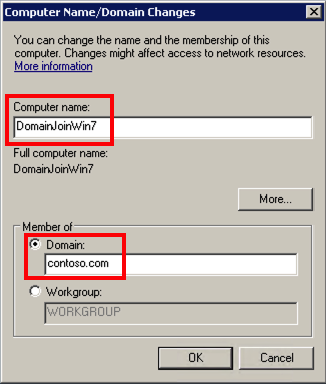 Computer Name/Domain Changes
You can change the name and the membership of this
computer. Changes might affect access to network resources.
More information
Computer name:
DomainJoinWin7
Full computer name:
DomainJoinWin7
More...
Member of
Domain:
contoso.com
Workgroup:
WORKGROUP
OK
Cancel